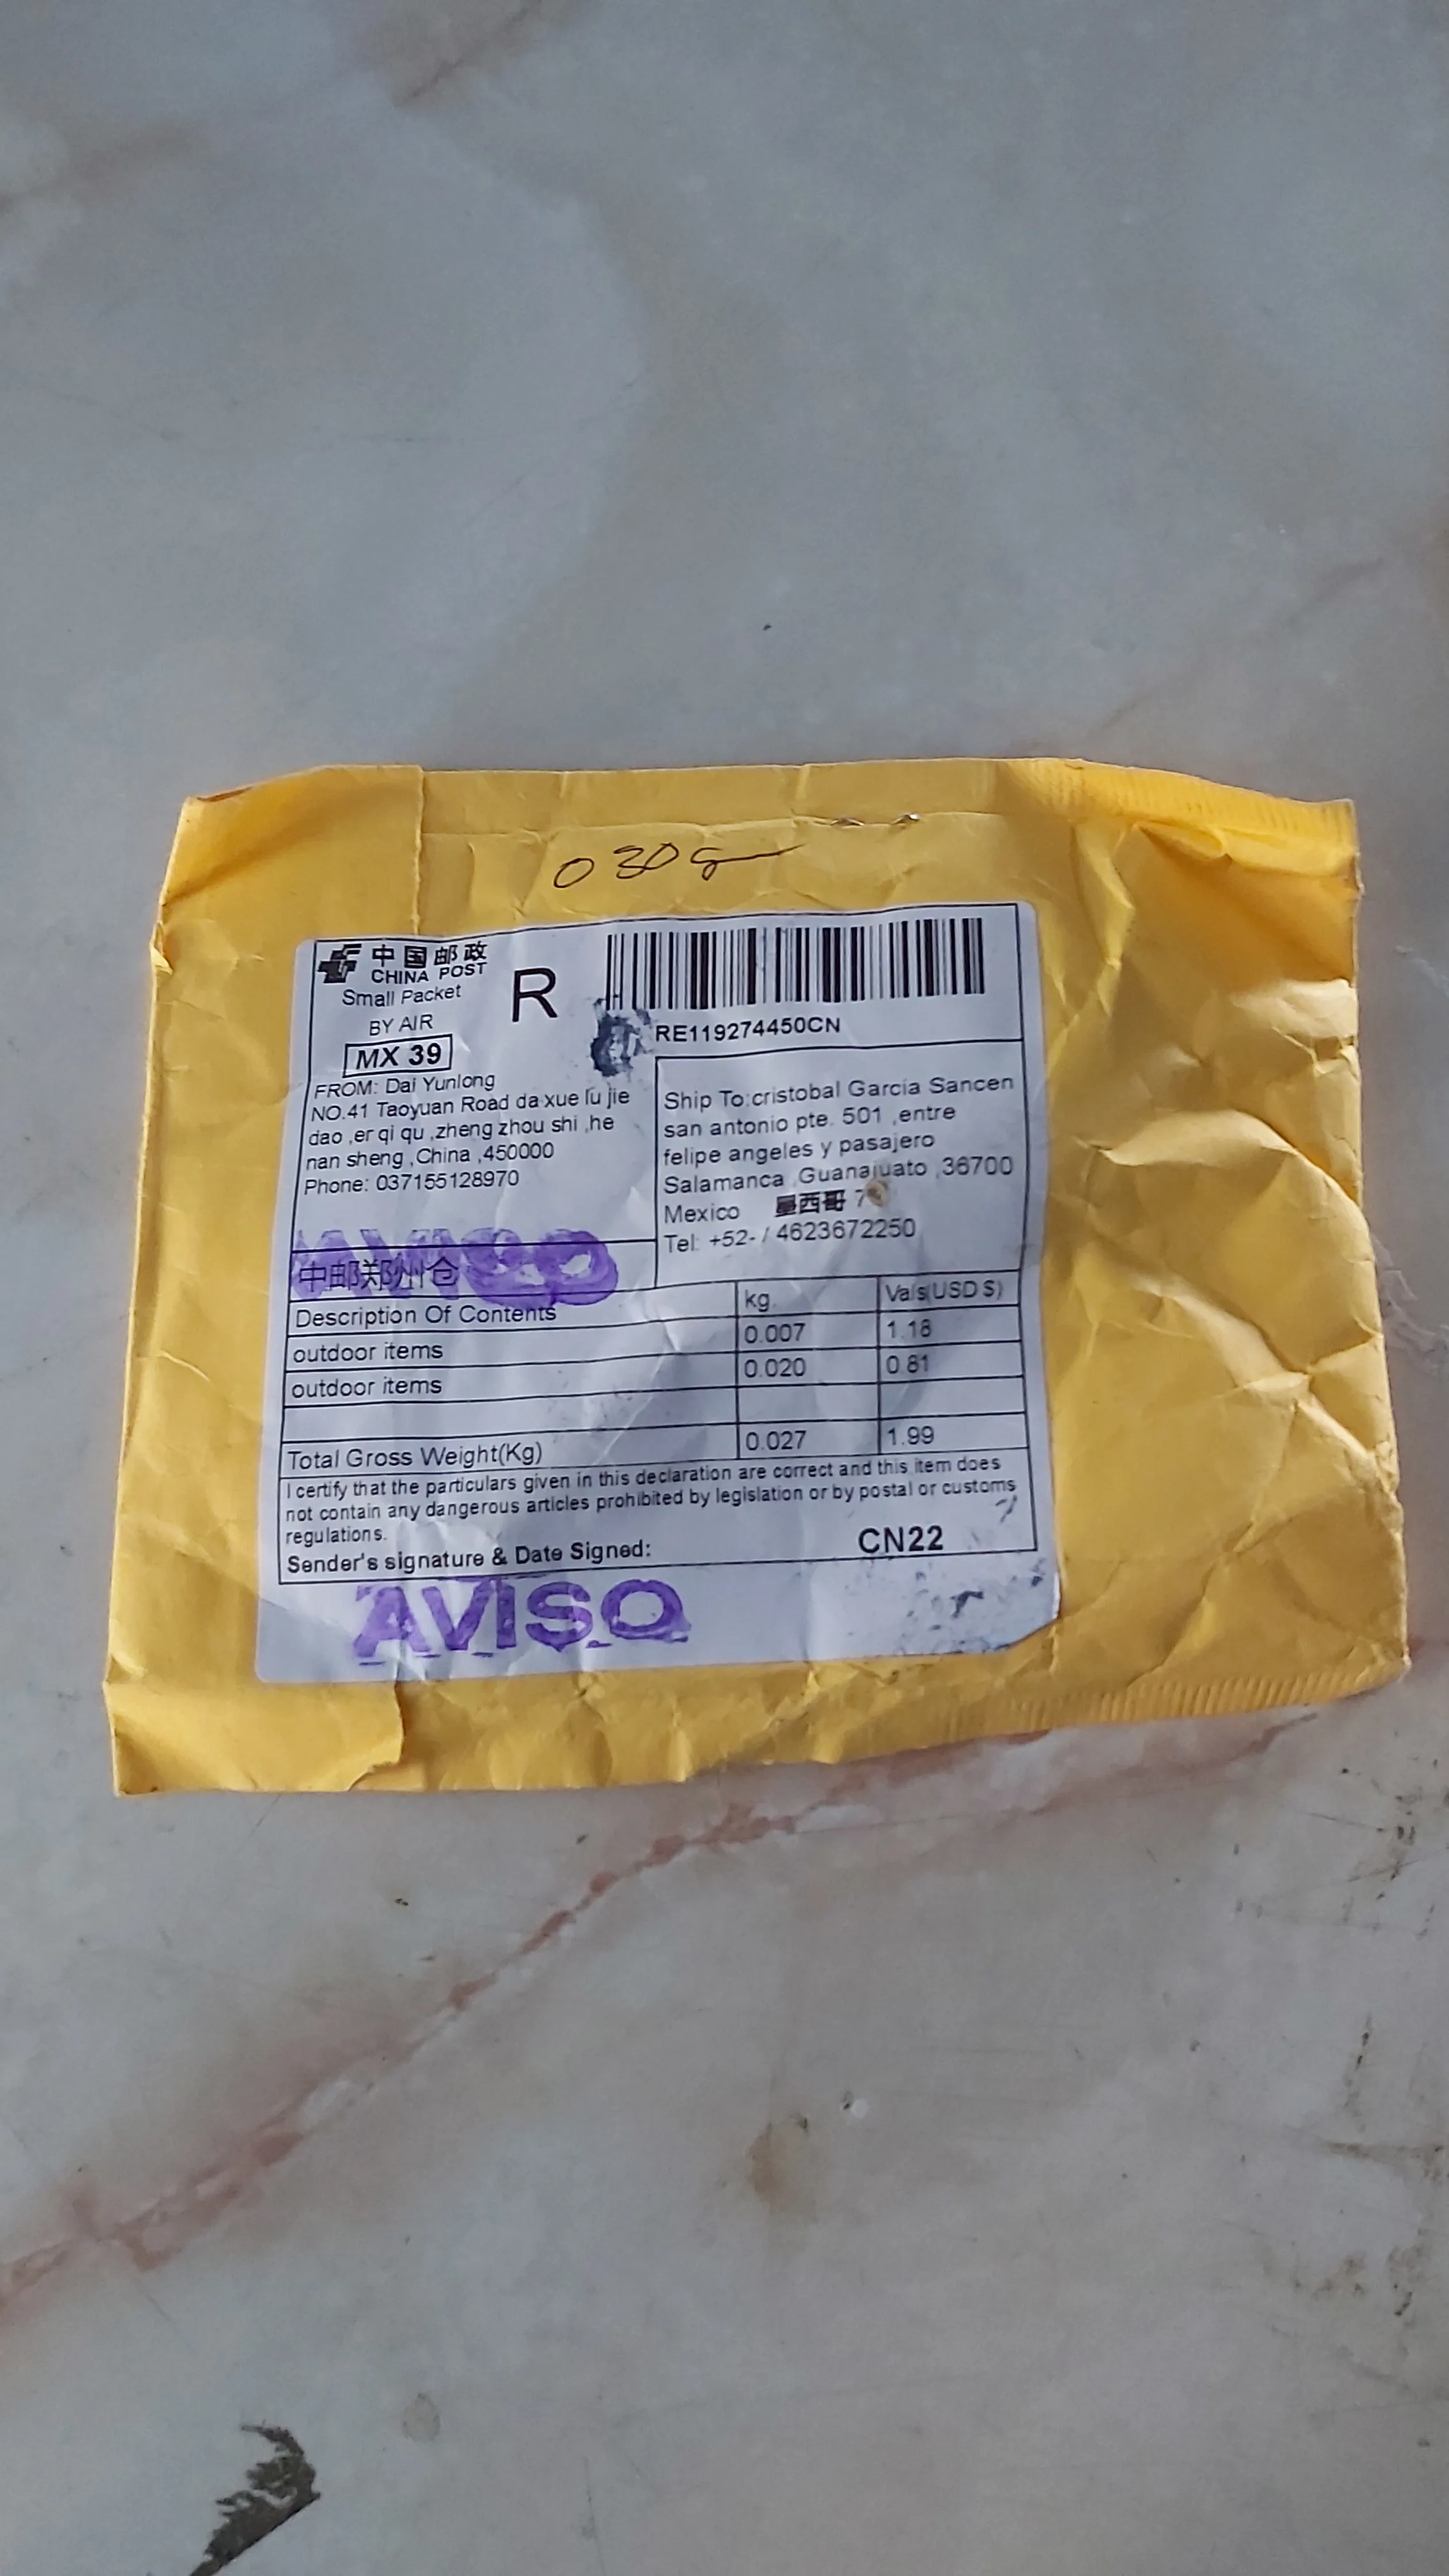 030g
中国邮政
CHINA POST
Small Packet
BY AIR
MX 39
R
RE119274450CN
FROM: Dai Yunlong
NO.41 Taoyuan Road da xue lu jie
dao ,er qi qu ,zheng zhou shi ,he
nan sheng ,China ,450000
Phone: 037155128970
Ship To:cristobal Garcia Sancen
san antonio pte. 501 ,entre
felipe angeles y pasajero
Salamanca ,Guanajuato ,36700
Mexico 墨西哥 7
Tel: +52- / 4623672250
中邮郑州仓
Description Of Contents kg. Val's(USD $)
outdoor items 0.007 1.18
outdoor items 0.020 0.81
Total Gross Weight(Kg) 0.027 1.99
I certify that the particulars given in this declaration are correct and this item does
not contain any dangerous articles prohibited by legislation or by postal or customs
regulations.
Sender's signature & Date Signed: CN22
AVISO